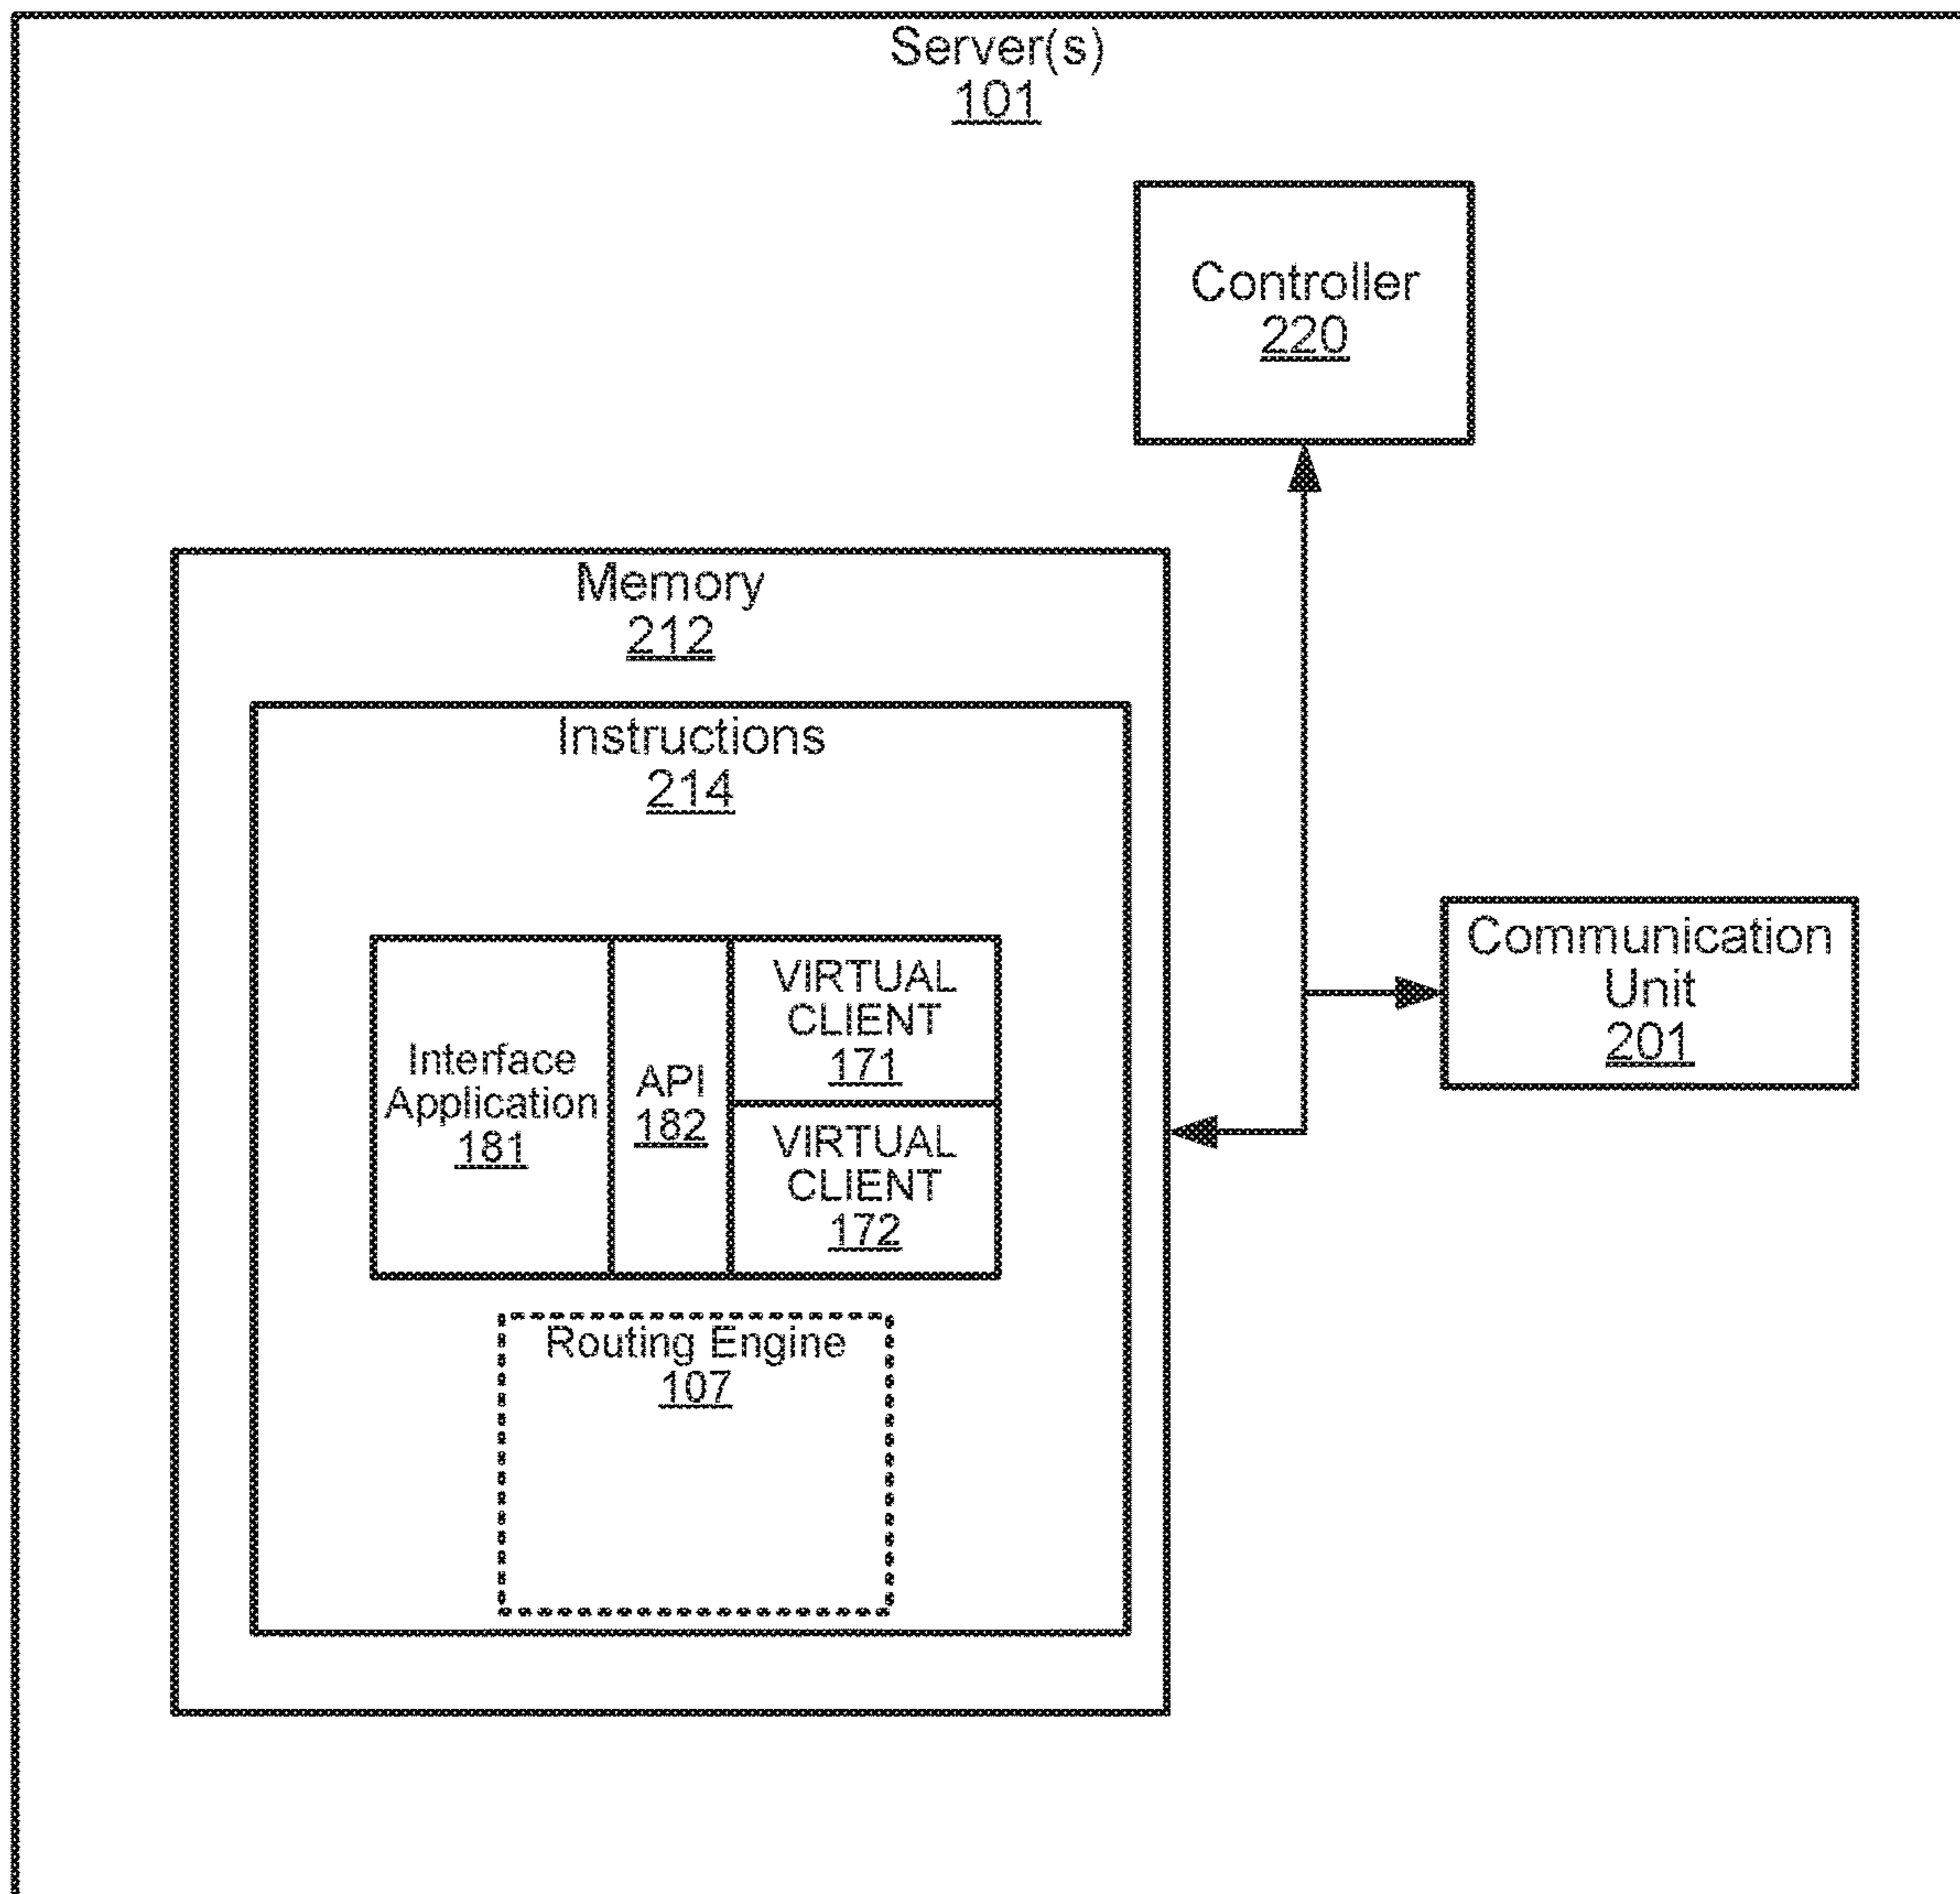 Server(s)
101
Controller
220
Memory
212
Instructions
214
Communication
Unit
201
Interface
Application
181
API
182
VIRTUAL
CLIENT
171
VIRTUAL
CLIENT
172
Routing Engine
107